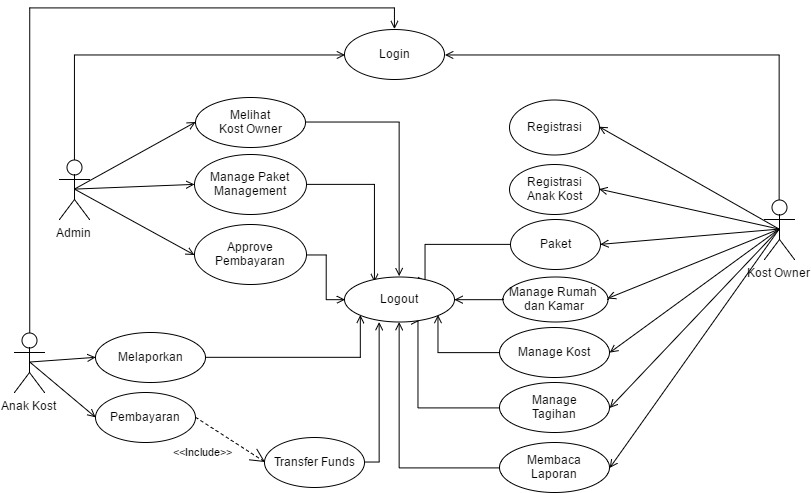 Login
Melihat
Kost Owner
Registrasi
Manage Paket
Management
Registrasi
Anak Kost
Admin
Approve
Pembayaran
Paket
Kost Owner
Logout
Manage Rumah
dan Kamar
Melaporkan
Manage Kost
Anak Kost
Pembayaran
Manage
Tagihan
<<Include>>
Transfer Funds
Membaca
Laporan